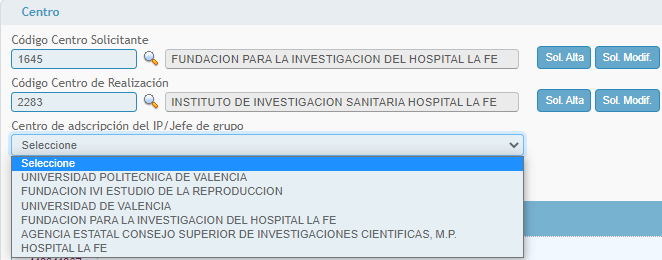 Centro
Código Centro Solicitante
1645 FUNDACION PARA LA INVESTIGACION DEL HOSPITAL LA FE Sol. Alta Sol. Modif.
Código Centro de Realización
2283 INSTITUTO DE INVESTIGACION SANITARIA HOSPITAL LA FE Sol. Alta Sol. Modif.
Centro de adscripción del IP/Jefe de grupo
Seleccione
Seleccione
UNIVERSIDAD POLITECNICA DE VALENCIA
FUNDACION IVI ESTUDIO DE LA REPRODUCCION
UNIVERSIDAD DE VALENCIA
FUNDACION PARA LA INVESTIGACION DEL HOSPITAL LA FE
AGENCIA ESTATAL CONSEJO SUPERIOR DE INVESTIGACIONES CIENTIFICAS, M.P.
HOSPITAL LA FE